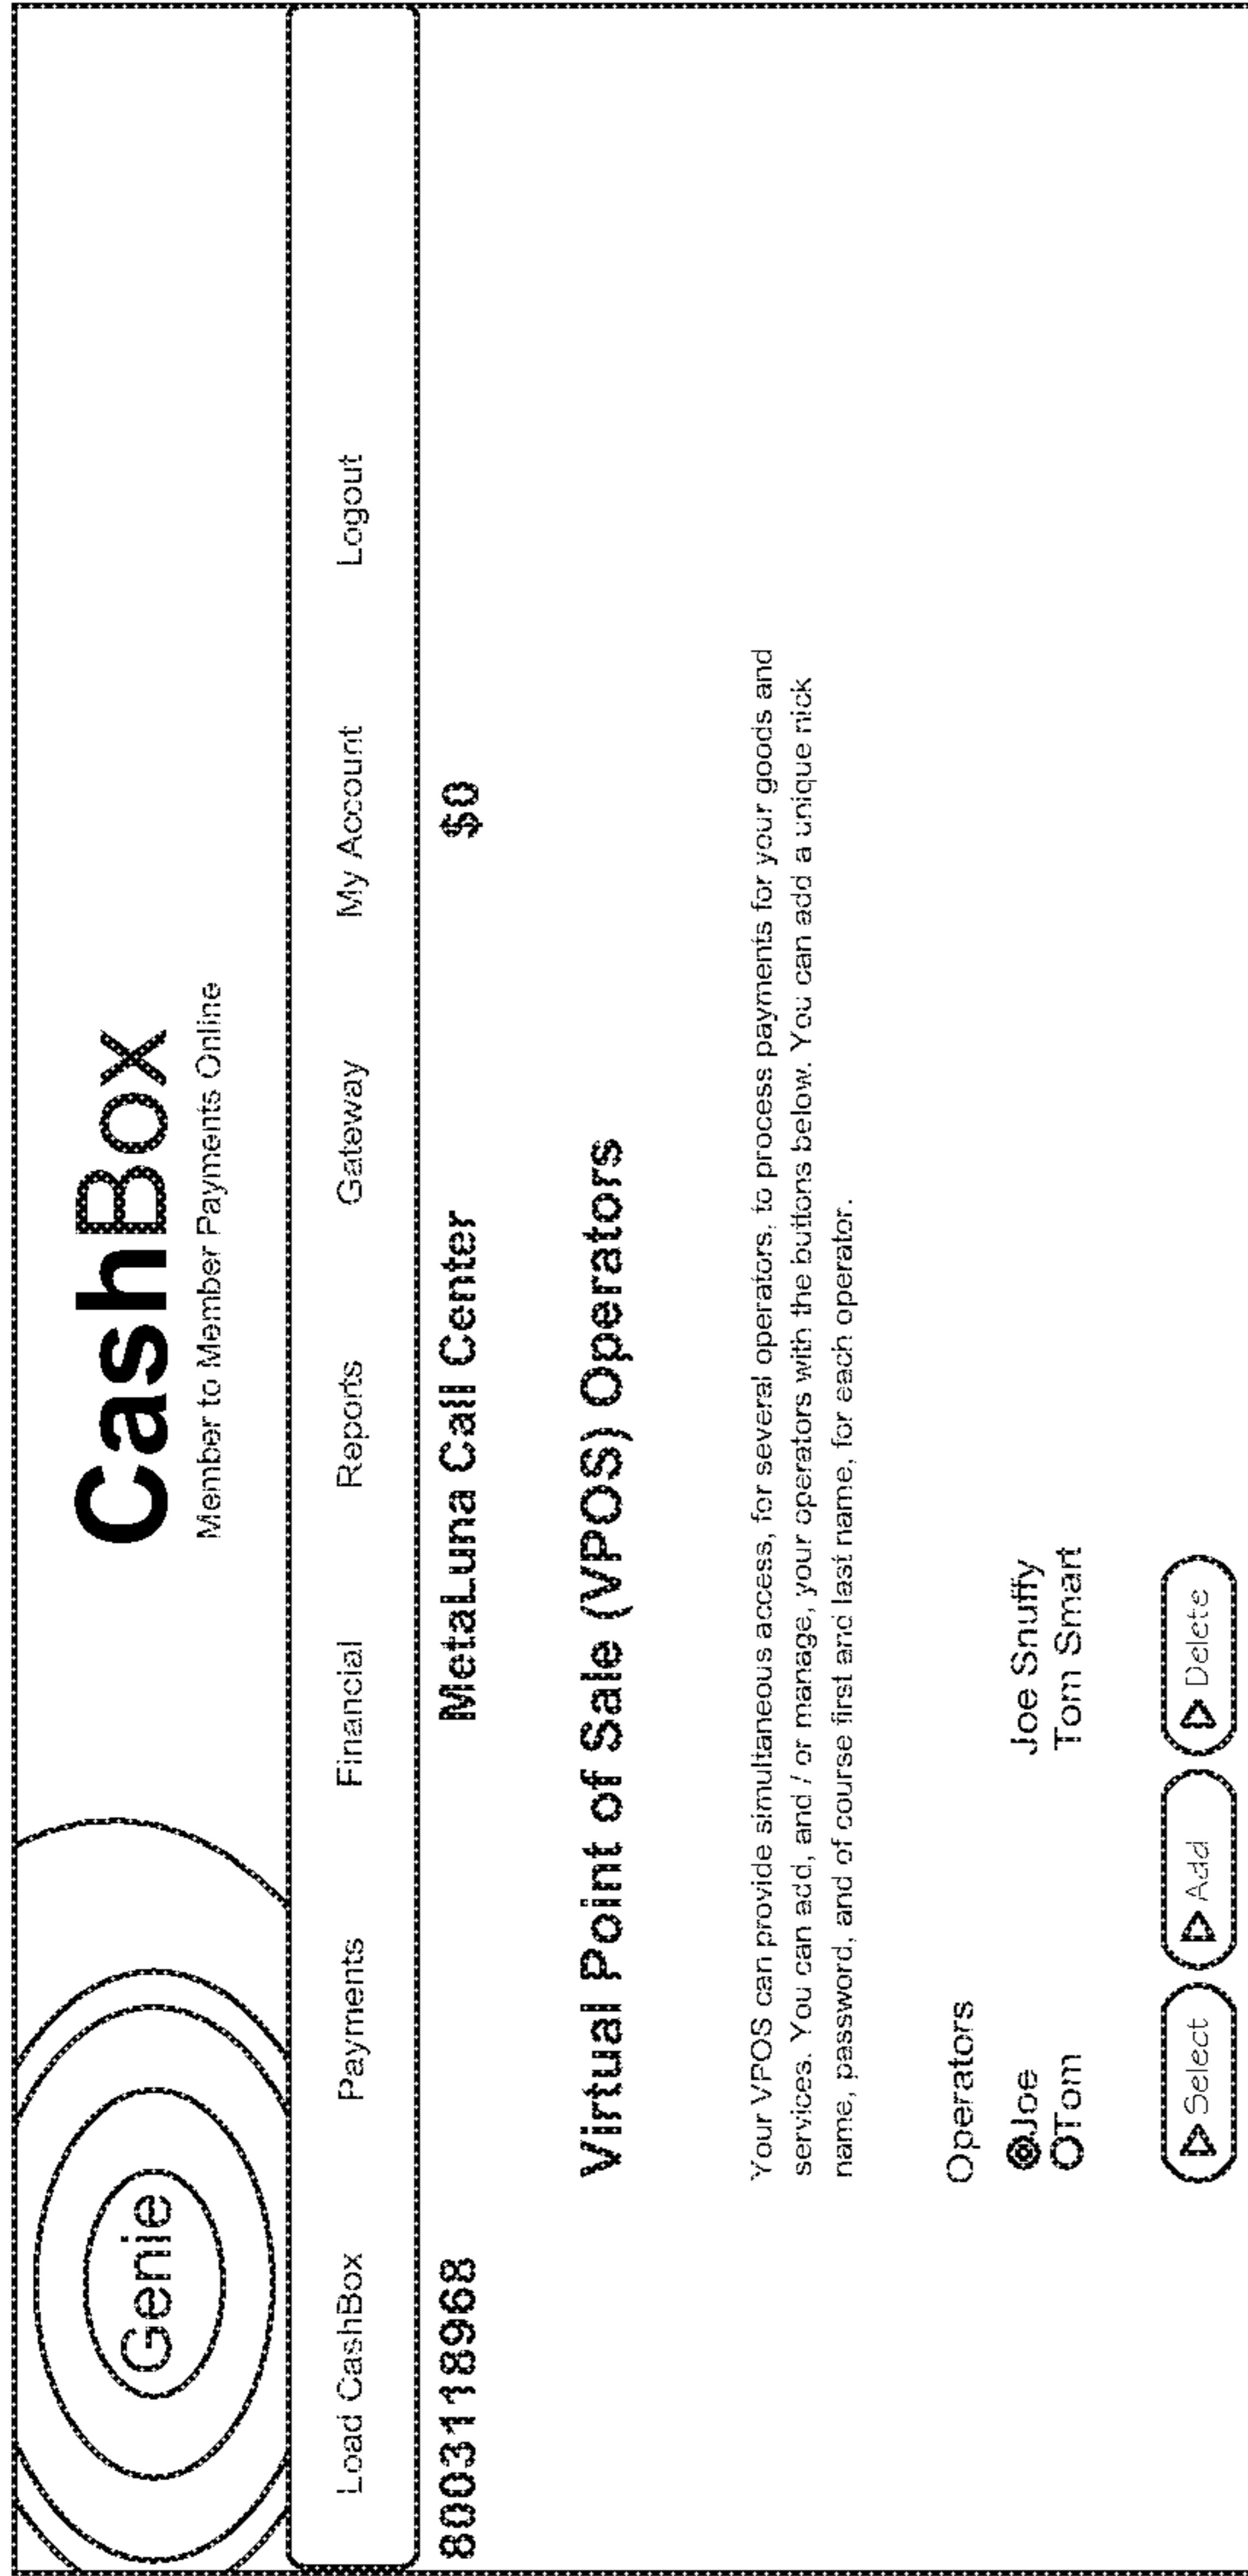 Genie
CashBox
Member to Member Payments Online
Load CashBox Payments Financial Reports Gateway My Account Logout
8003118968 MetaLuna Call Center $0
Virtual Point of Sale (VPOS) Operators
Your VPOS can provide simultaneous access, for several operators, to process payments for your goods and
services. You can add, and / or manage, your operators with the buttons below. You can add a unique nick
name, password, and of course first and last name, for each operator.
Operators
Joe Joe Snuffy
Tom Tom Smart
Select Add Delete